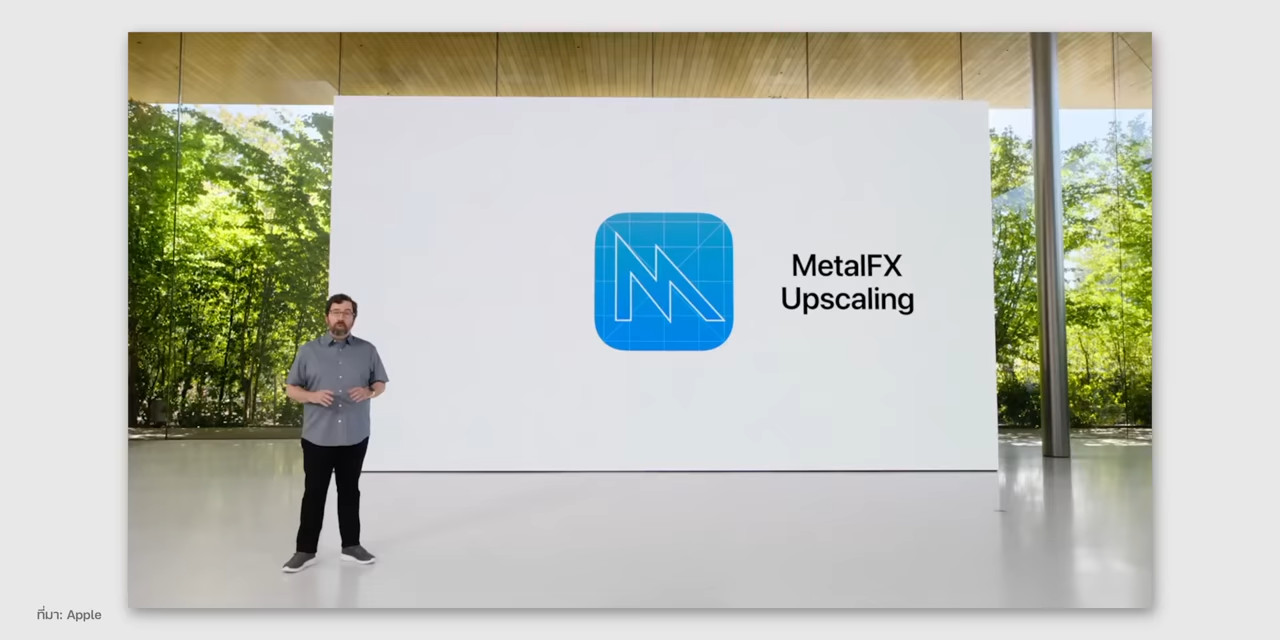 MetalFX
Upscaling
ที่มา: Apple